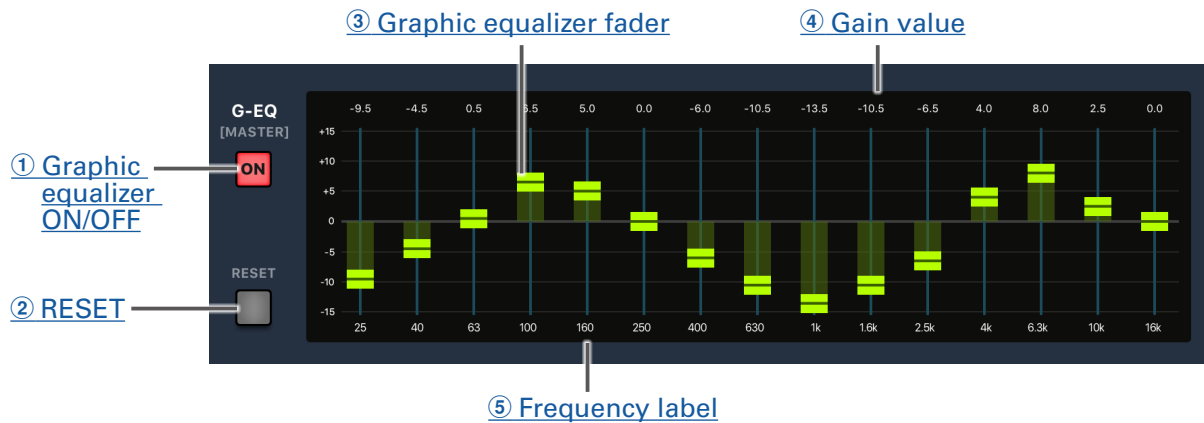 ③ Graphic equalizer fader
④ Gain value
G-EQ
[MASTER]
① Graphic
equalizer
ON/OFF
ON
RESET
② RESET
-9.5 -4.5 0.5 5.0 0.0 -6.0 -10.5 -13.5 -10.5 -6.5 4.0 8.0 2.5 0.0
+15
+10
+5
0
-5
-10
-15
25 40 63 100 160 250 400 630 1k 1.6k 2.5k 4k 6.3k 10k 16k
⑤ Frequency label